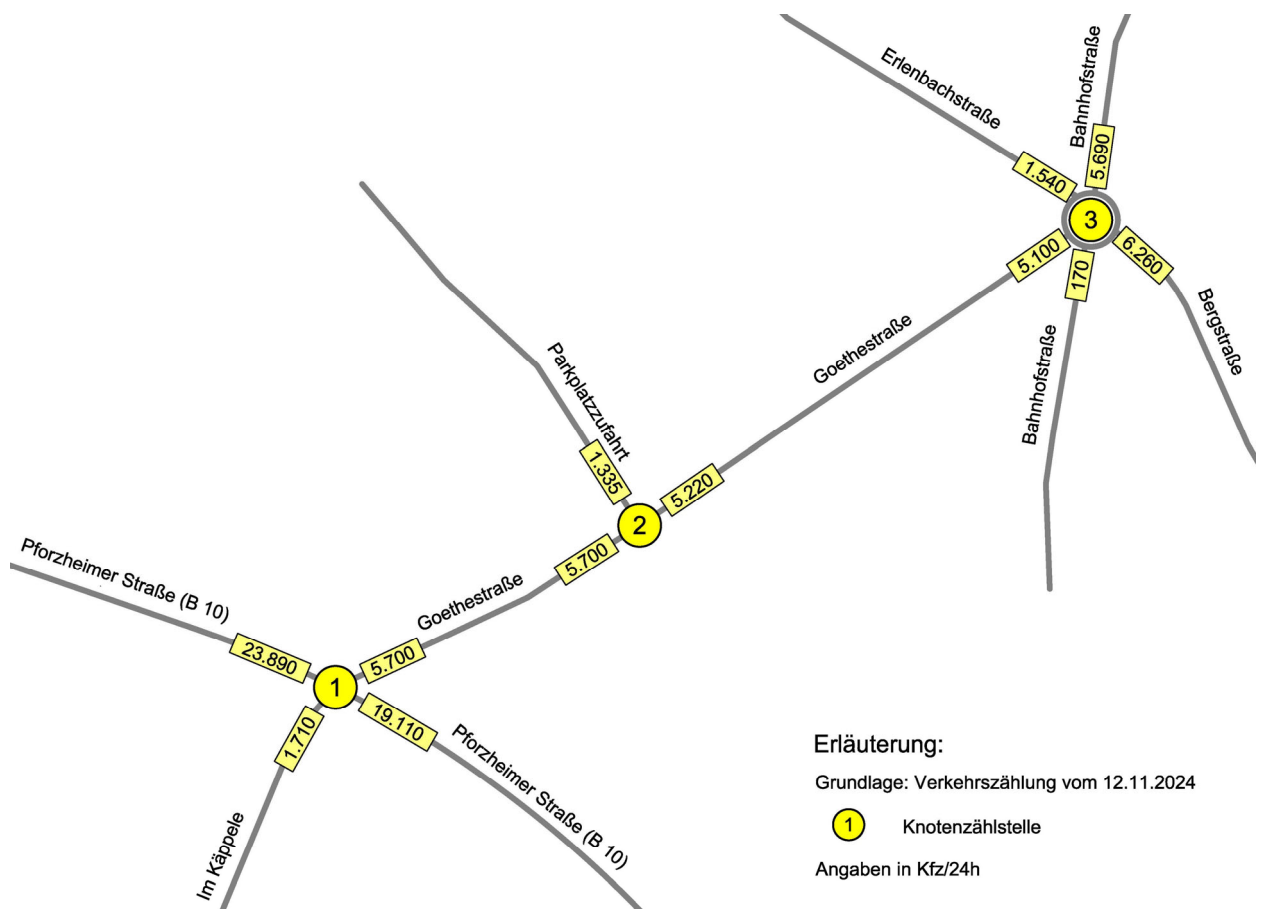 Erlenbachstraße
Bahnhofstraße
5.690
1.540
3
6.260
5.100
170
Bergstraße
Goethestraße
Bahnhofstraße
Parkplatzzufahrt
1.335
5.220
2
5.700
Pforzheimer Straße (B 10)
Goethestraße
23.890
5.700
1
19.110
1.710
Pforzheimer Straße (B 10)
Im Käppele
Erläuterung:
Grundlage: Verkehrszählung vom 12.11.2024
1 Knotenzählstelle
Angaben in Kfz/24h